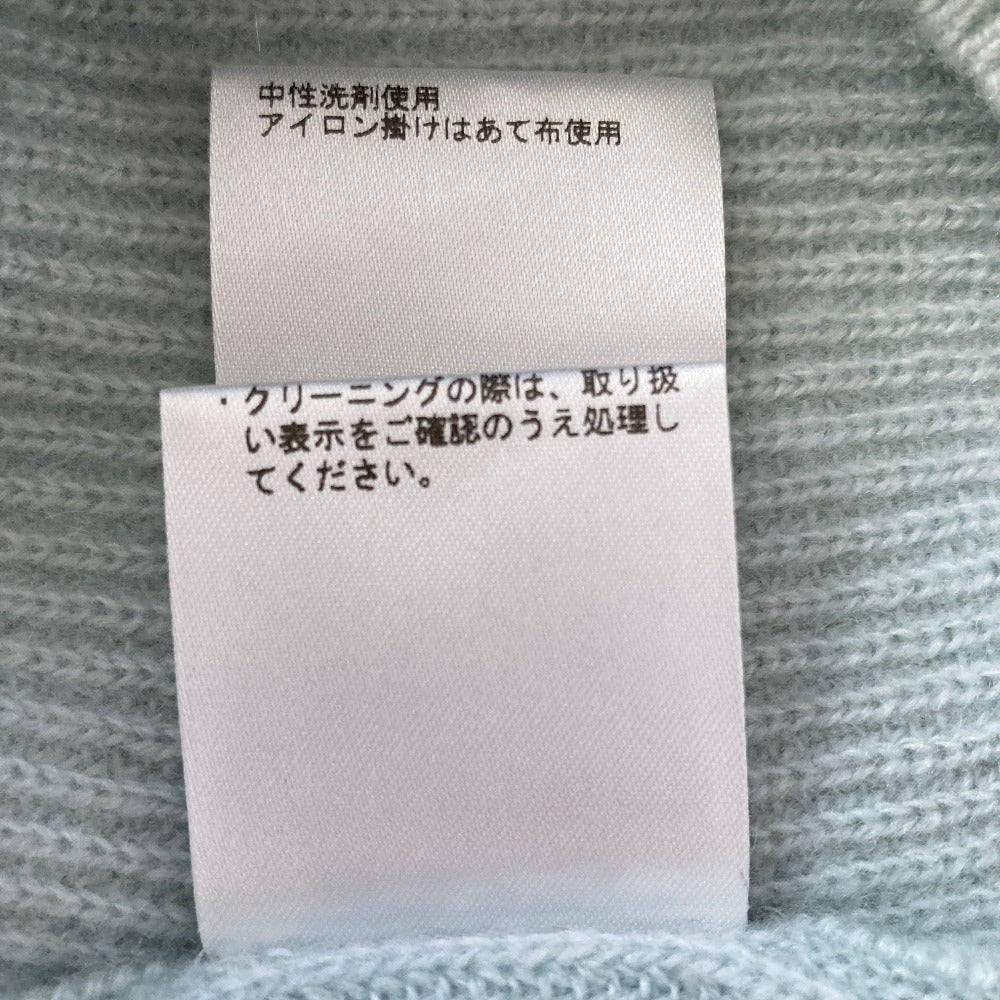 中性洗剤使用
アイロン掛けはあて布使用
・クリーニングの際は、取り扱
い表示をご確認のうえ処理し
てください。